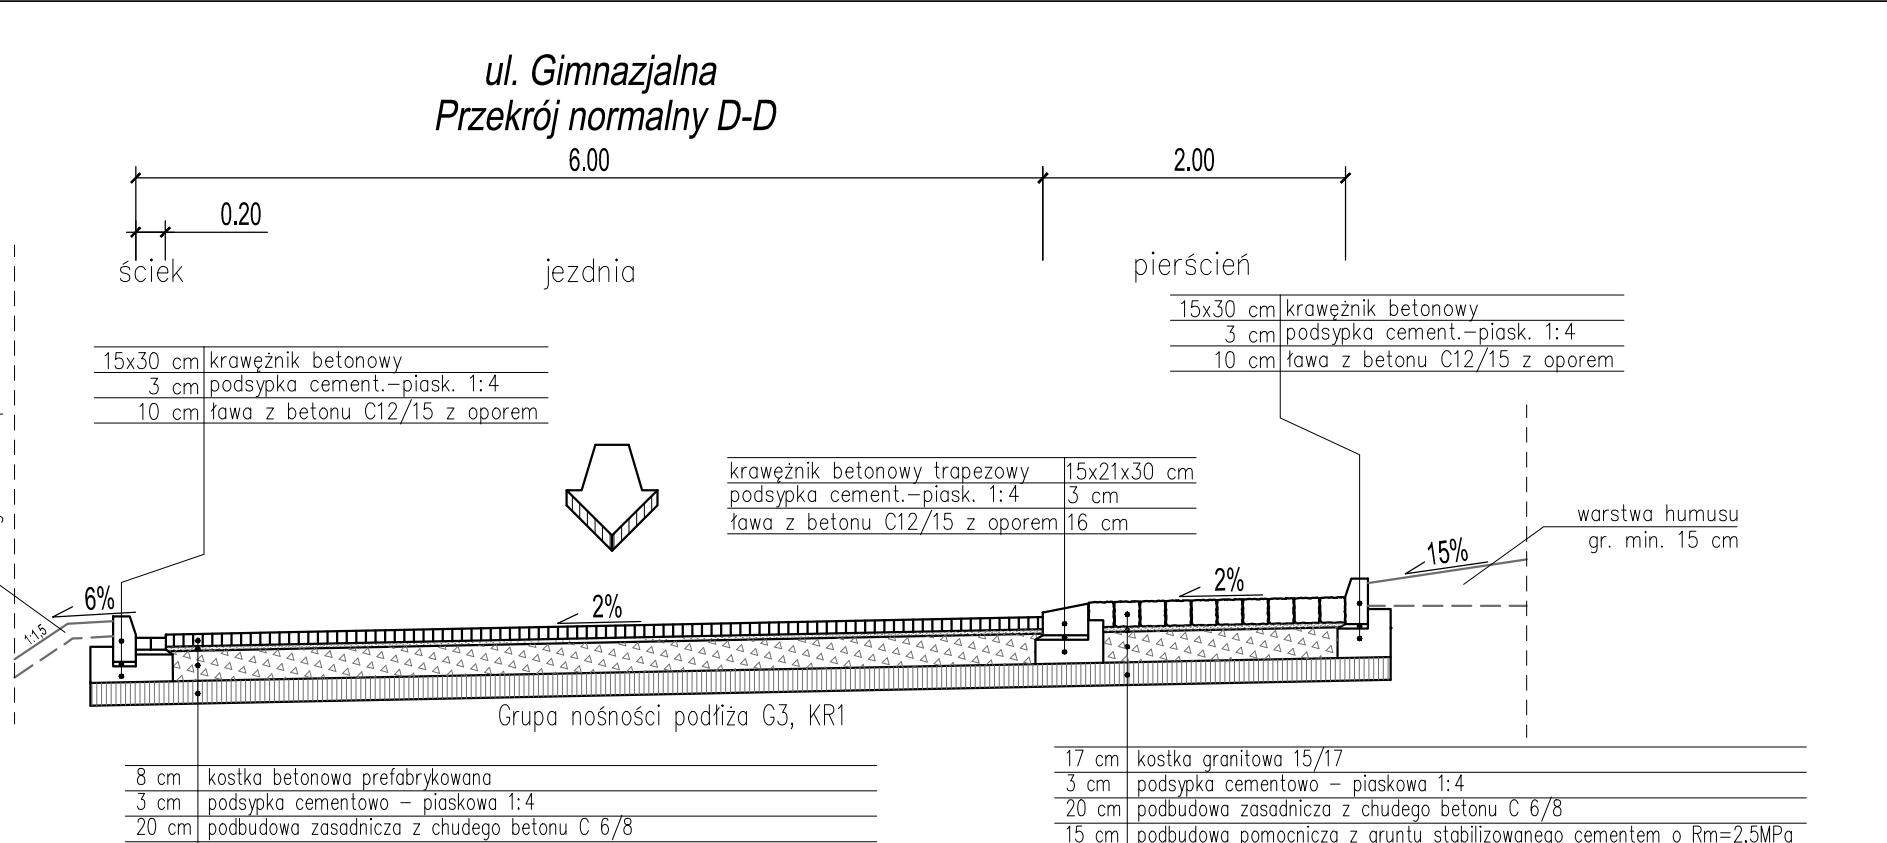 ul. Gimnazjalna
Przekrój normalny D-D
6.00 2.00
0.20
ściek jezdnia pierścień
15x30 cm krawężnik betonowy
3 cm podsypka cement.-piask. 1:4
10 cm ława z betonu C12/15 z oporem
15x30 cm krawężnik betonowy
3 cm podsypka cement.-piask. 1:4
10 cm ława z betonu C12/15 z oporem
krawężnik betonowy trapezowy 15x21x30 cm
podsypka cement.-piask. 1:4 3 cm
ława z betonu C12/15 z oporem 16 cm
warstwa humusu
gr. min. 15 cm
15%
6% 2% 2%
1:1.5
Grupa nośności podłiża G3, KR1
8 cm kostka betonowa prefabrykowana
3 cm podsypka cementowo - piaskowa 1:4
20 cm podbudowa zasadnicza z chudego betonu C 6/8
17 cm kostka granitowa 15/17
3 cm podsypka cementowo - piaskowa 1:4
20 cm podbudowa zasadnicza z chudego betonu C 6/8
15 cm podbudowa pomocnicza z gruntu stabilizowanego cementem o Rm=2,5MPa